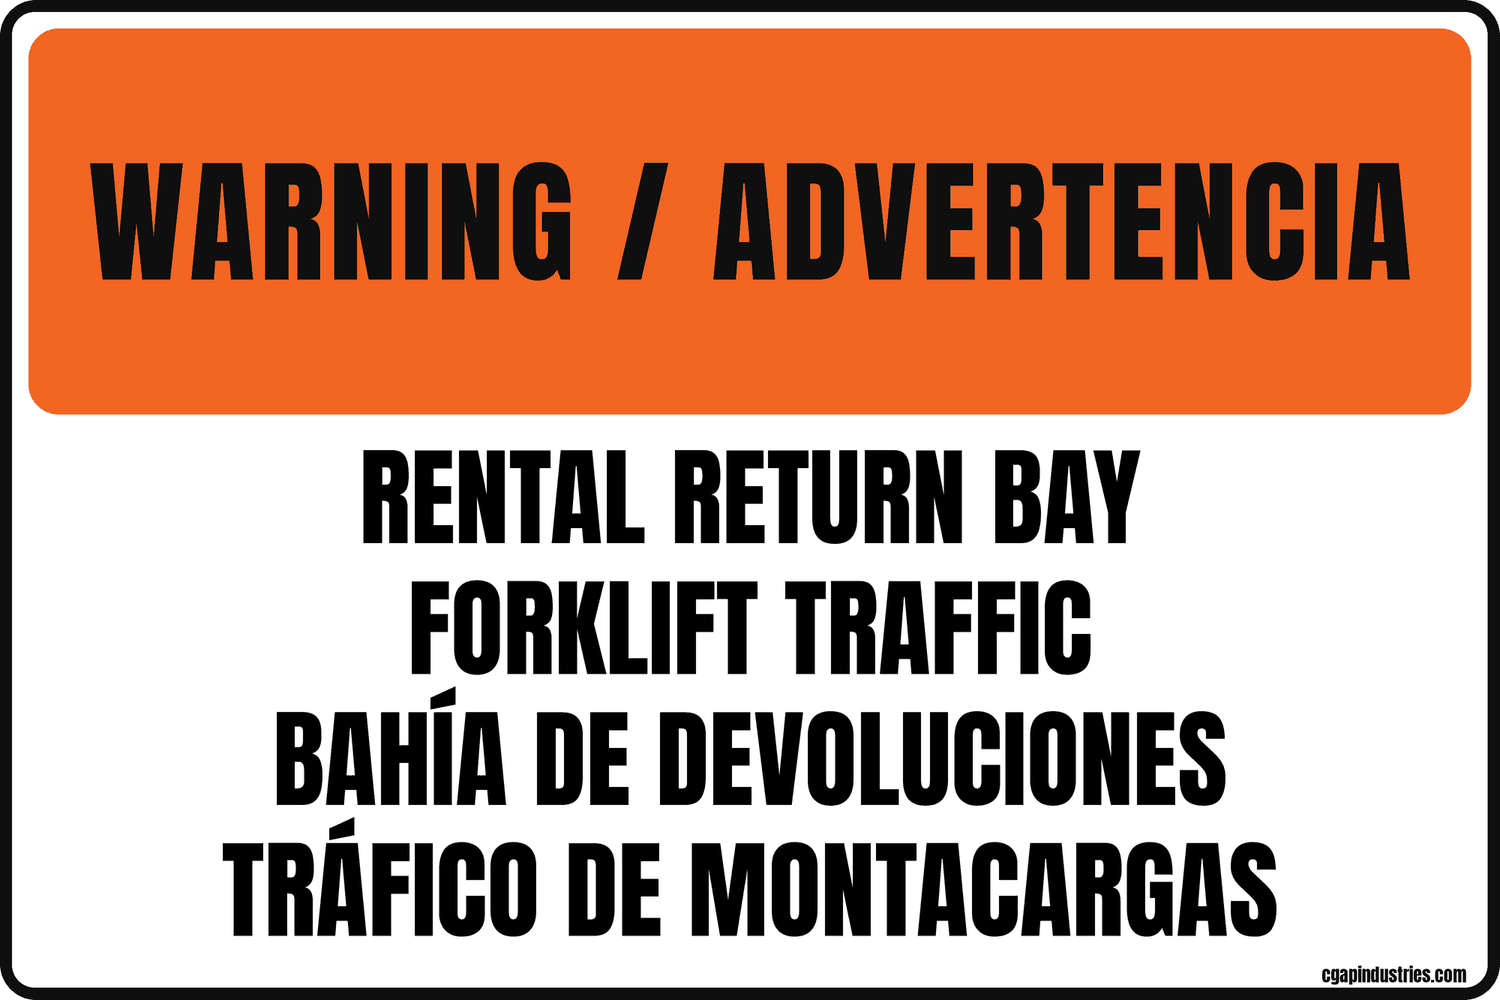 WARNING / ADVERTENCIA
RENTAL RETURN BAY
FORKLIFT TRAFFIC
BAHÍA DE DEVOLUCIONES
TRÁFICO DE MONTACARGAS
cgapindustries.com